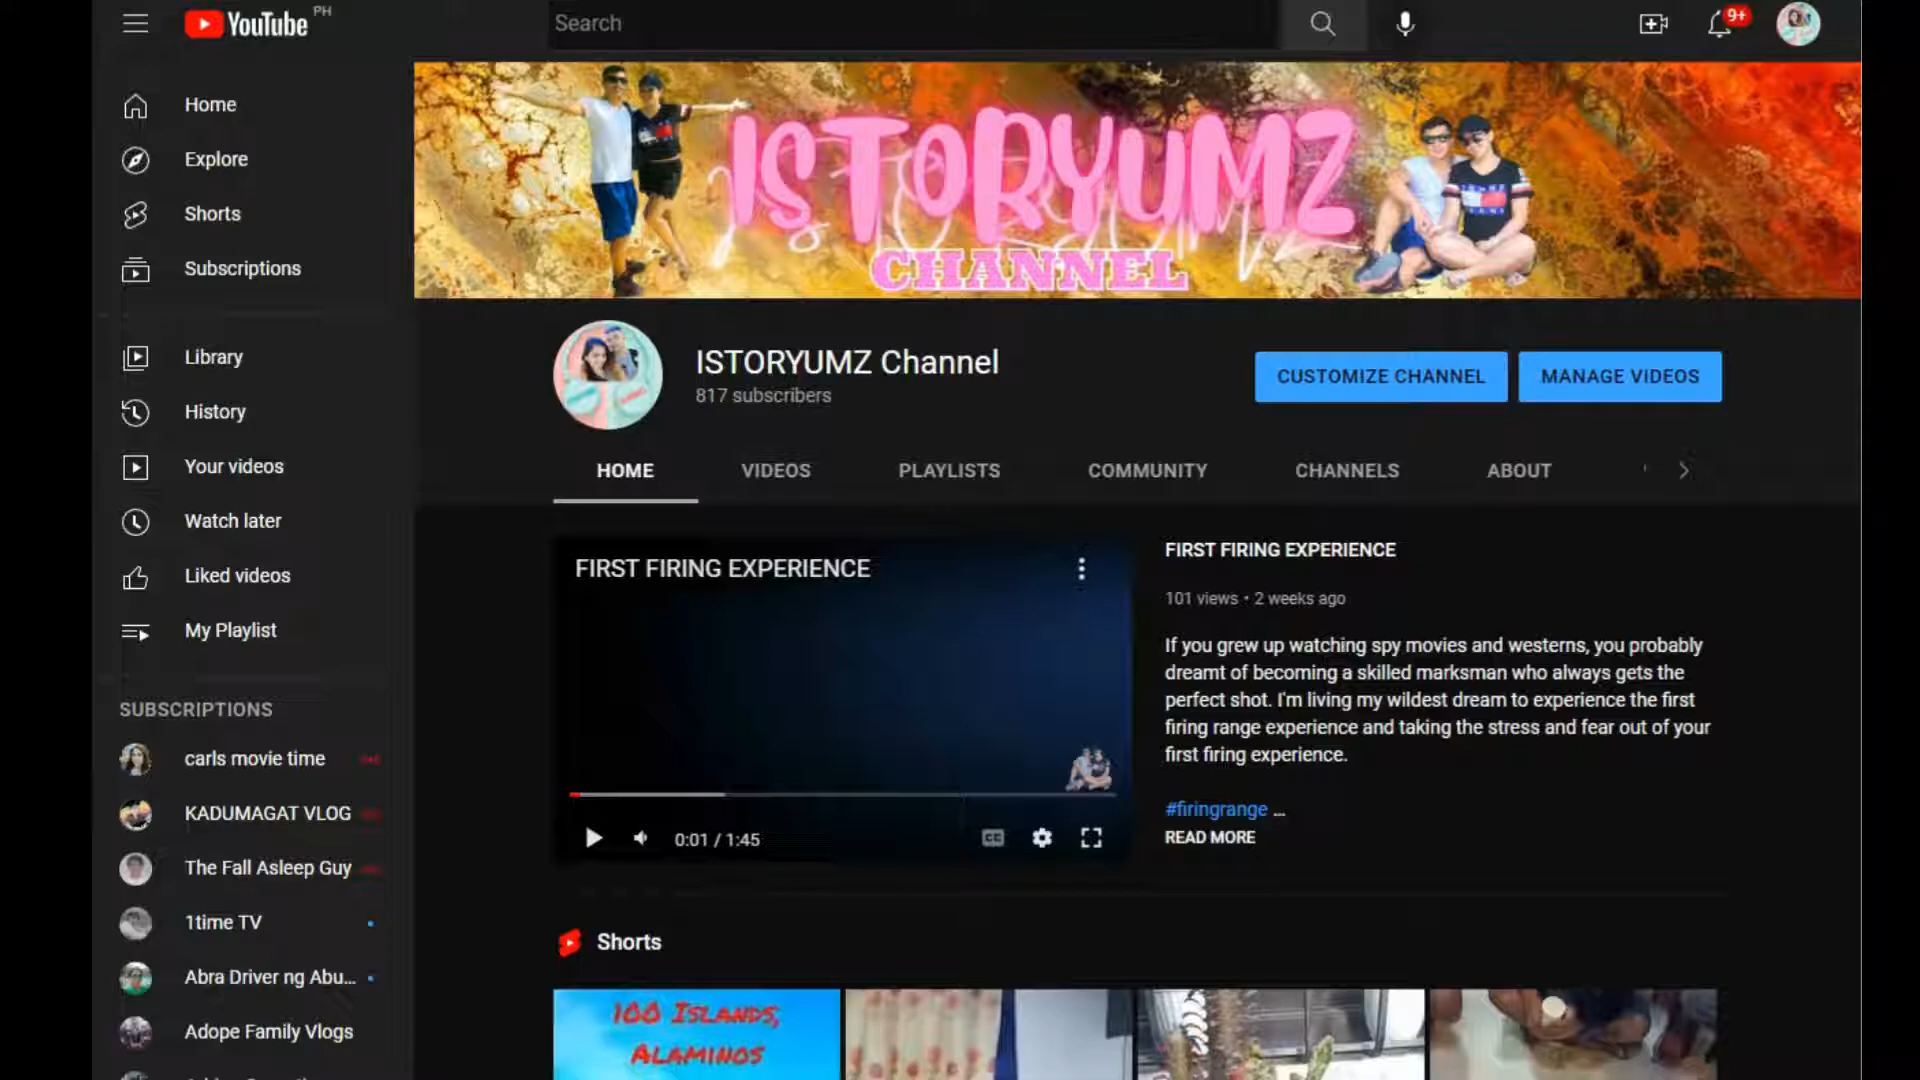 YouTube PH
Search
9+
Home
Explore
Shorts
Subscriptions
Library
History
Your videos
Watch later
Liked videos
My Playlist
SUBSCRIPTIONS
carls movie time
KADUMAGAT VLOG
The Fall Asleep Guy
1time TV
Abra Driver ng Abu...
Adope Family Vlogs
ISTORYUMZ
CHANNEL
ISTORYUMZ Channel
817 subscribers
CUSTOMIZE CHANNEL
MANAGE VIDEOS
HOME VIDEOS PLAYLISTS COMMUNITY CHANNELS ABOUT
FIRST FIRING EXPERIENCE
CC
0:01 / 1:45
FIRST FIRING EXPERIENCE
101 views • 2 weeks ago
If you grew up watching spy movies and westerns, you probably
dreamt of becoming a skilled marksman who always gets the
perfect shot. I'm living my wildest dream to experience the first
firing range experience and taking the stress and fear out of your
first firing experience.
#firingrange ...
READ MORE
Shorts
100 ISLANDS,
ALAMINOS